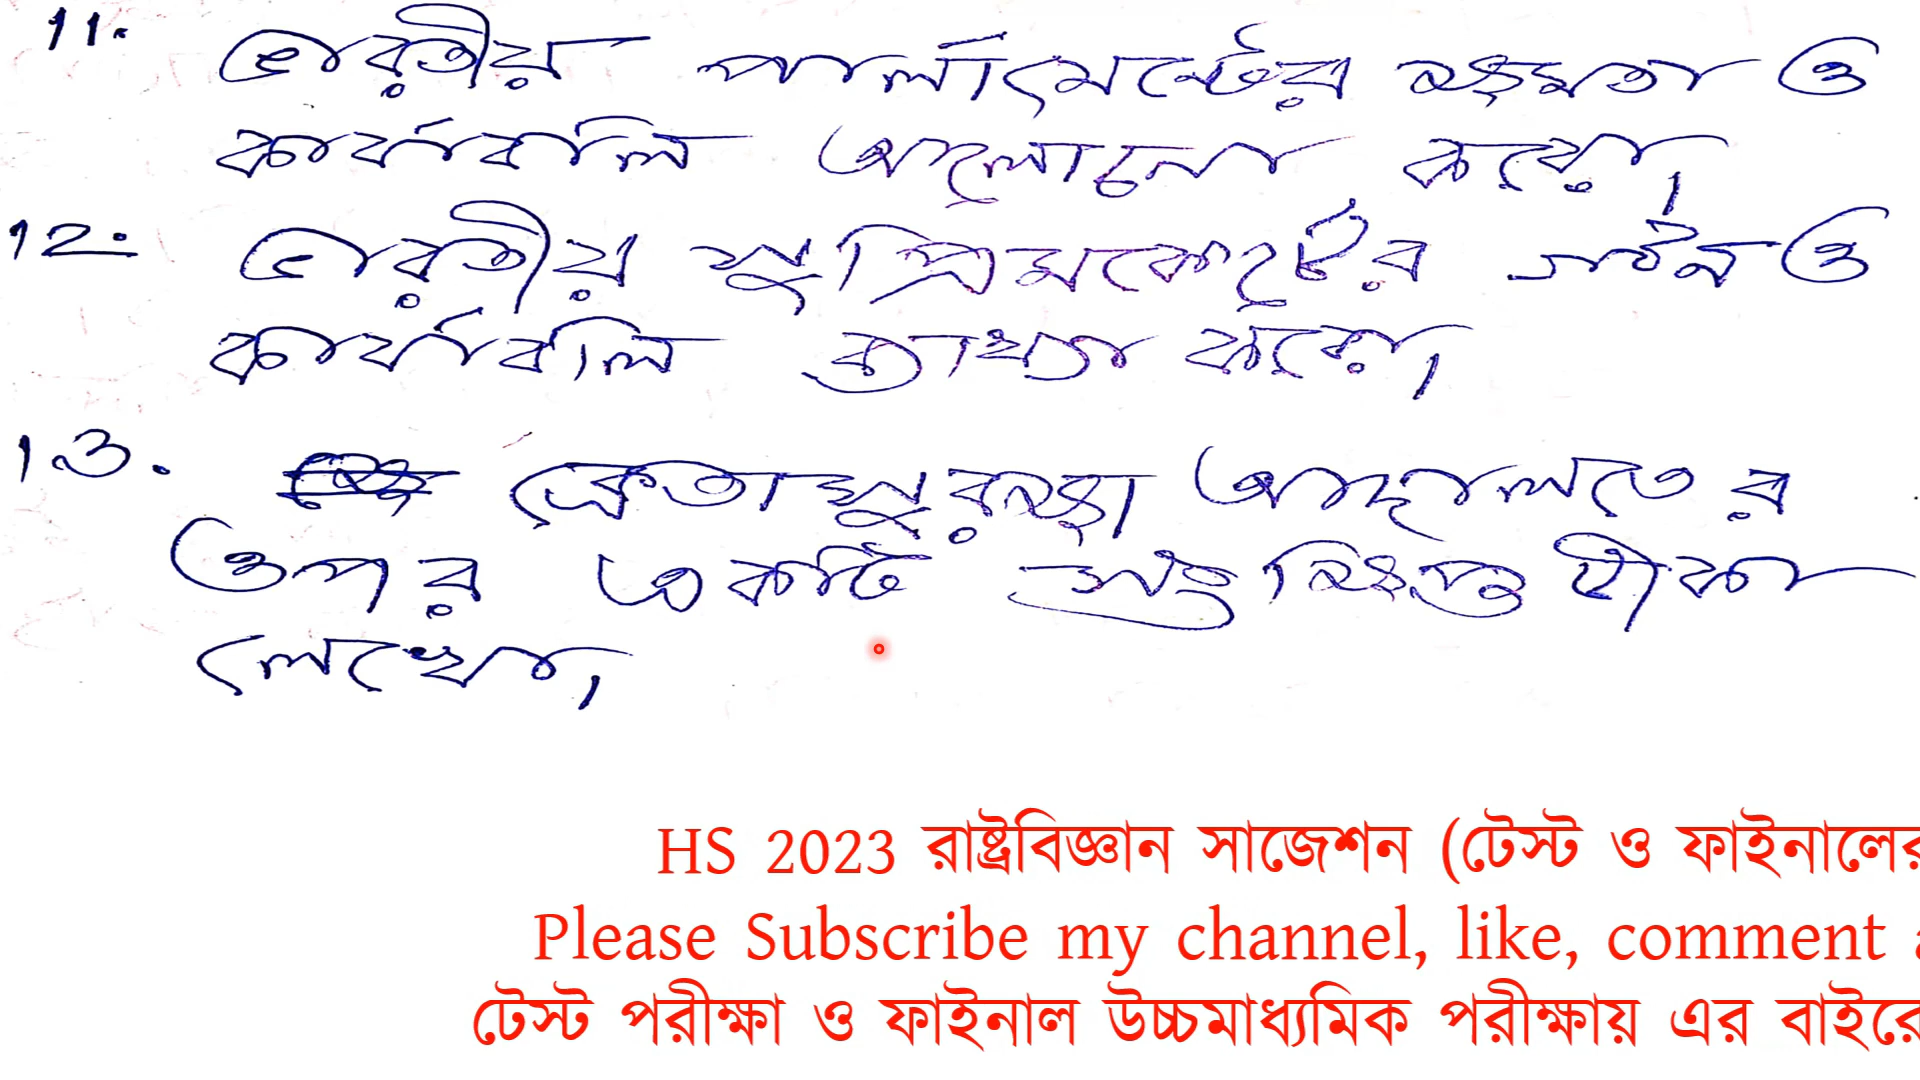 11. ভারতীয় পার্লামেন্টের ক্ষমতা ও
কার্যাবলি আলোচনা করো।
12. ভারতীয় সুপ্রিমকোর্টের গঠন ও
কার্যাবলি ব্যাখ্যা করো।
13. ক্রেতাসুরক্ষা আদালতের
ওপর একটি সংক্ষিপ্ত টীকা
লেখো।
HS 2023 রাষ্ট্রবিজ্ঞান সাজেশন (টেস্ট ও ফাইনালের
Please Subscribe my channel, like, comment
টেস্ট পরীক্ষা ও ফাইনাল উচ্চমাধ্যমিক পরীক্ষায় এর বাইরে